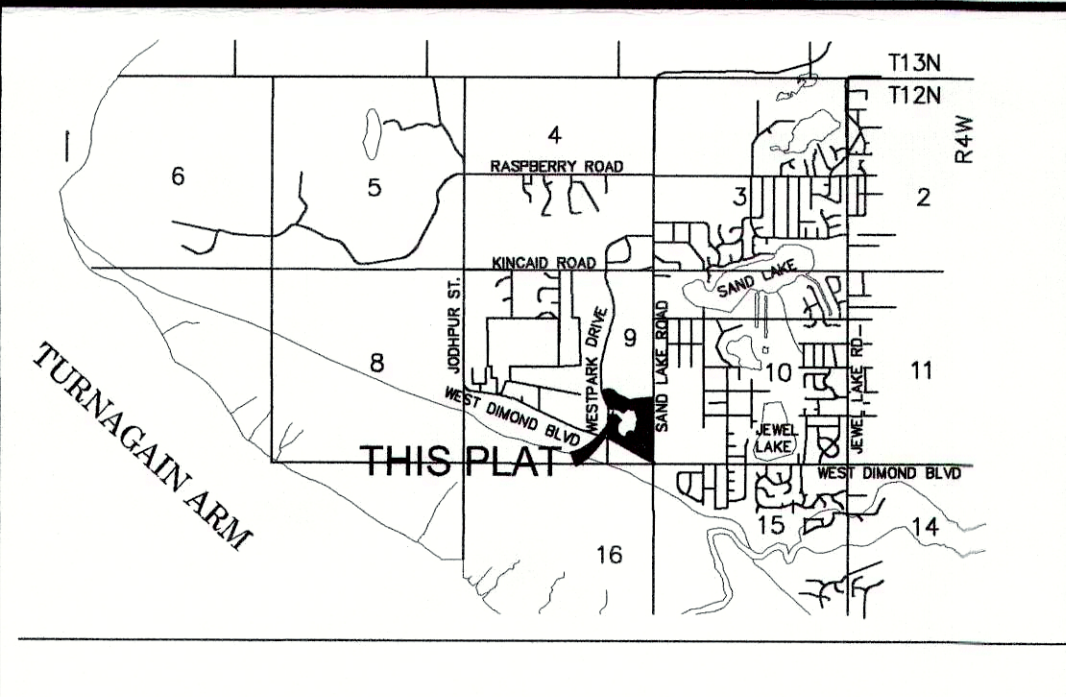 T13N
T12N
R4W
4
RASPBERRY ROAD
6
5
3
2
KINCAID ROAD
SAND LAKE
JODHPUR ST.
WESTPARK DRIVE
9
SAND LAKE ROAD
8
10
JEWEL LAKE RD
11
TURNAGAIN ARM
WEST DIMOND BLVD
JEWEL
LAKE
THIS PLAT
WEST DIMOND BLVD
15
14
16